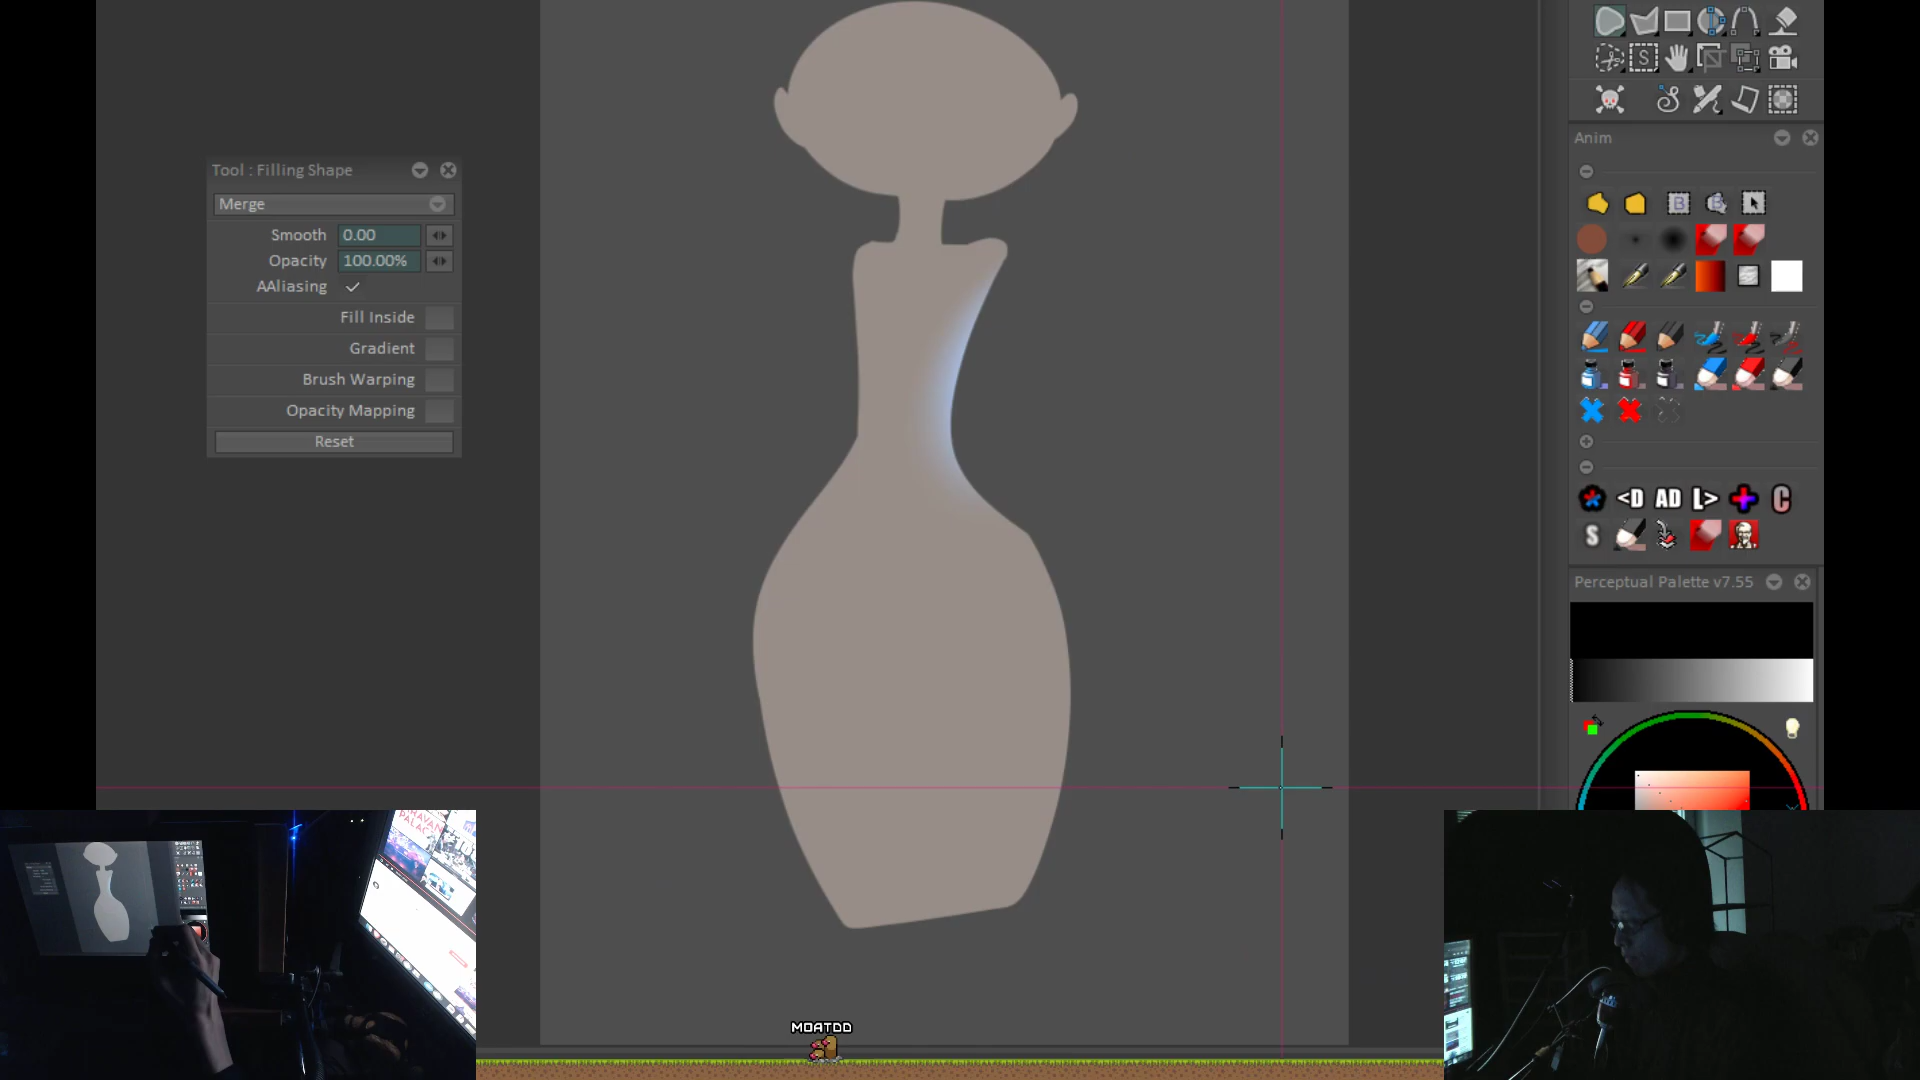 Tool : Filling Shape
Merge
Smooth 0.00
Opacity 100.00%
AAliasing
Fill Inside
Gradient
Brush Warping
Opacity Mapping
Reset
S
Anim
B B
<D AD L> C
S
Perceptual Palette v7.55
PALAC
MOATDD